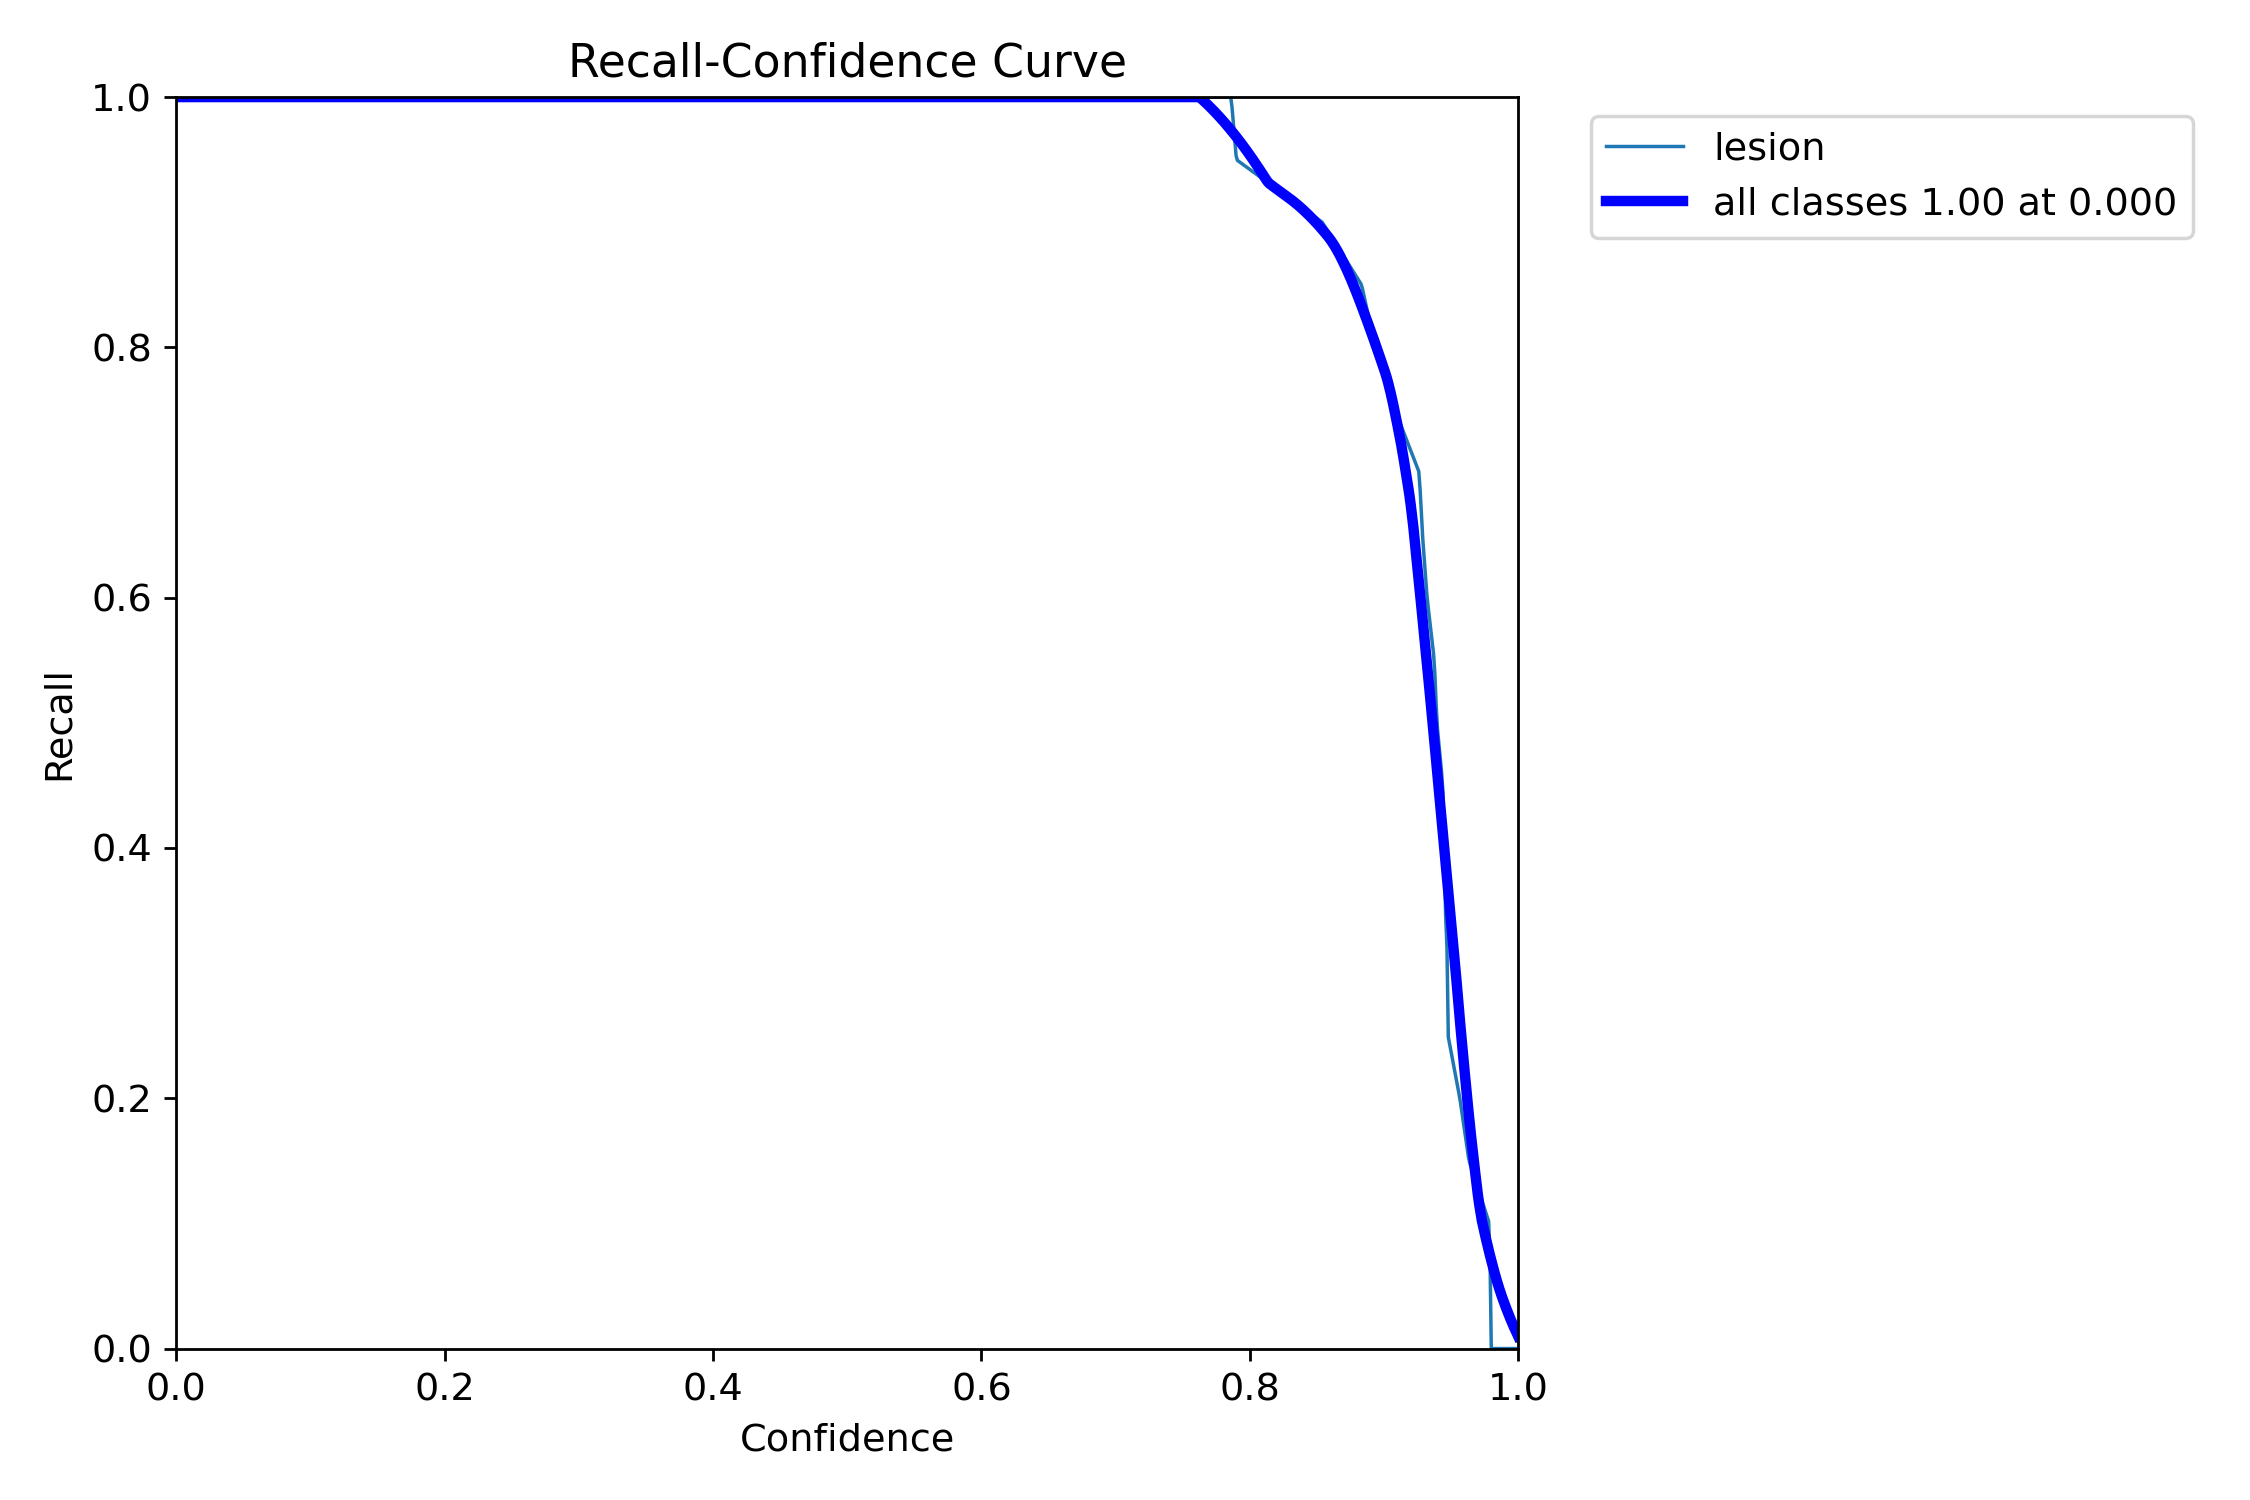 Recall-Confidence Curve
lesion
all classes 1.00 at 0.000
1.0
0.8
0.6
0.4
0.2
0.0
Recall
0.0 0.2 0.4 0.6 0.8 1.0
Confidence